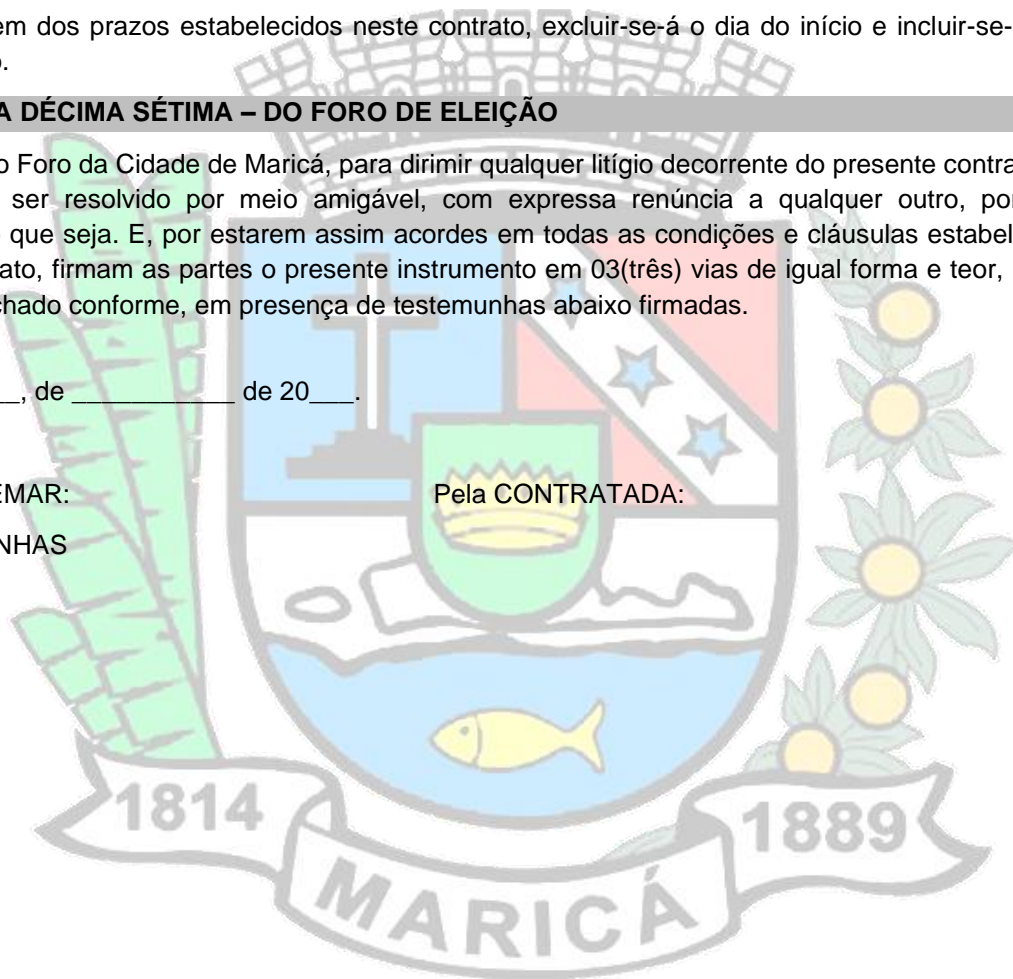 em dos prazos estabelecidos neste contrato, excluir-se-á o dia do início e incluir-se-
o.
A DÉCIMA SÉTIMA – DO FORO DE ELEIÇÃO
o Foro da Cidade de Maricá, para dirimir qualquer litígio decorrente do presente contra
ser resolvido por meio amigável, com expressa renúncia a qualquer outro, por
que seja. E, por estarem assim acordes em todas as condições e cláusulas estabel
ato, firmam as partes o presente instrumento em 03(três) vias de igual forma e teor,
chado conforme, em presença de testemunhas abaixo firmadas.
__, de ___________ de 20___.
EMAR: Pela CONTRATADA:
NHAS
1814
1889
MARICÁ